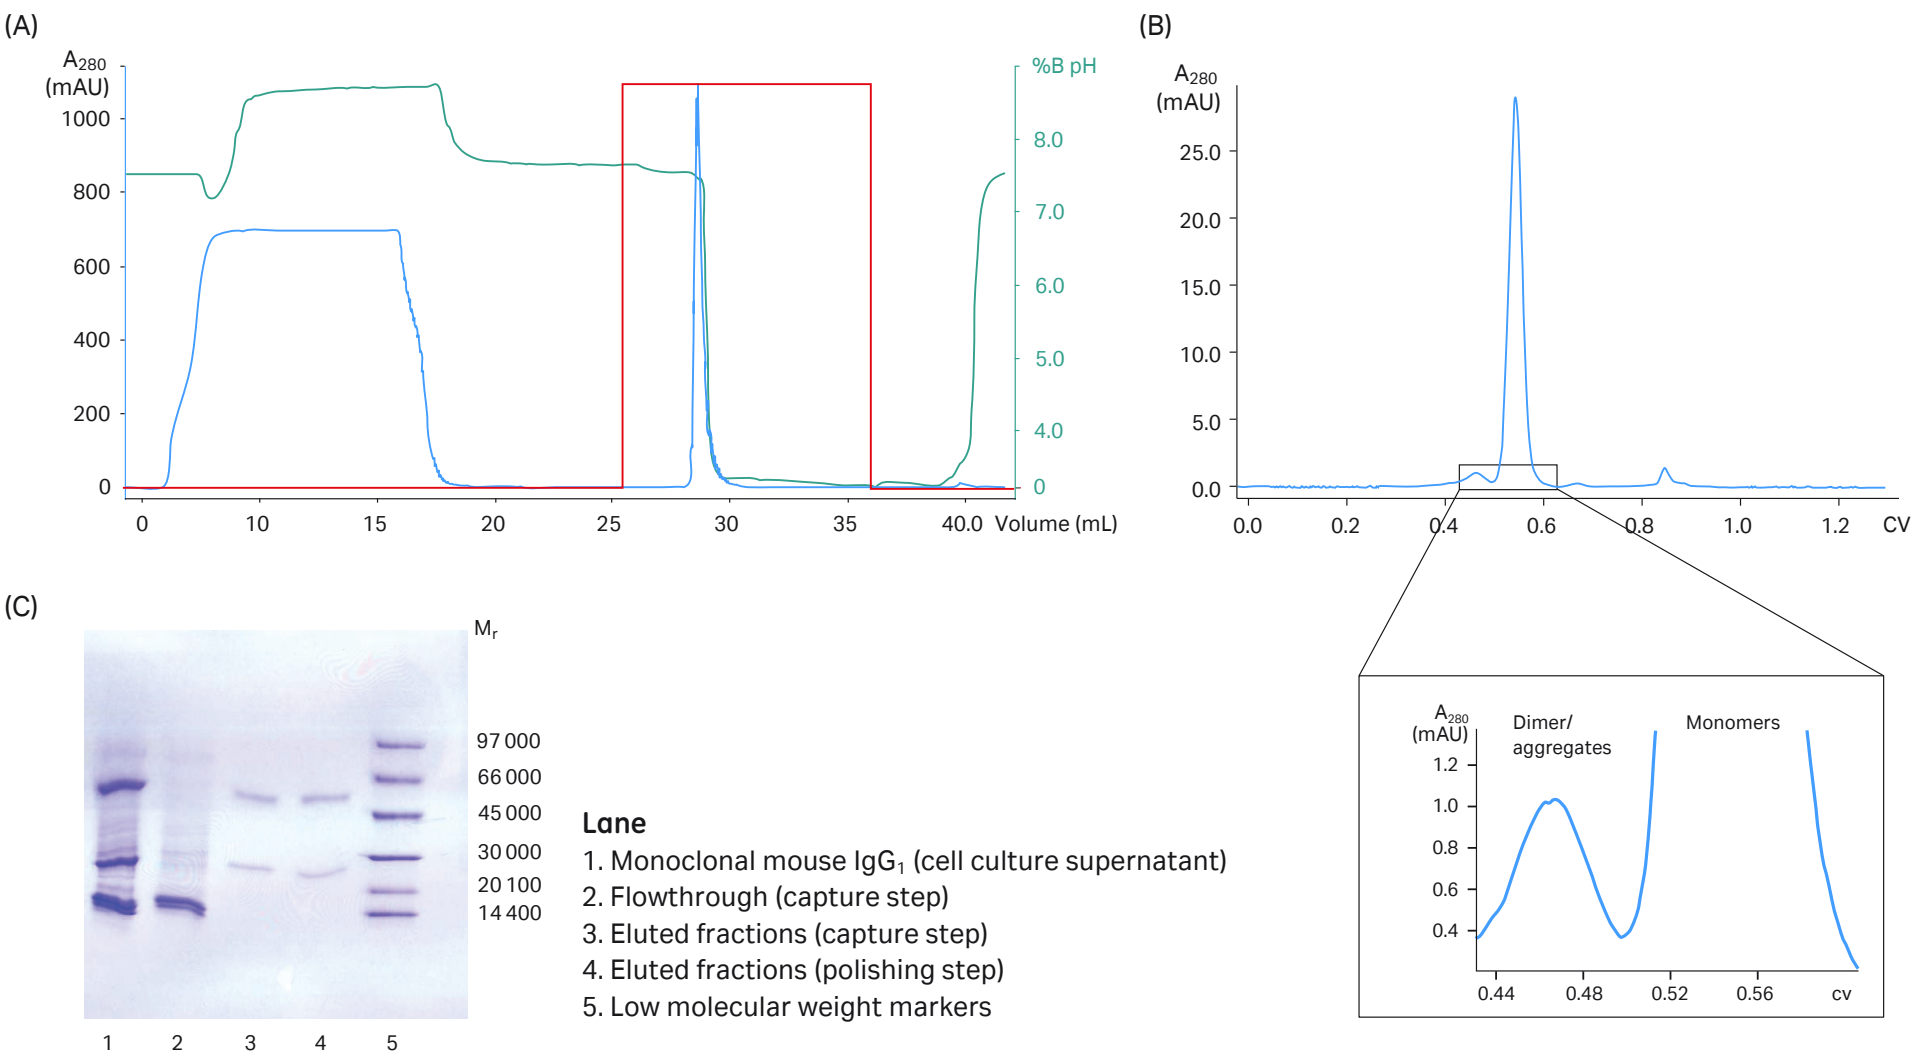 (A)
A280
(mAU)
1000
800
600
400
200
0
%B pH
8.0
7.0
6.0
5.0
4.0
0
0 10 15 20 25 30 35 40.0 Volume (mL)
(B)
A280
(mAU)
25.0
20.0
15.0
10.0
5.0
0.0
0.0 0.2 0.4 0.6 0.8 1.0 1.2 CV
A280
(mAU)
Dimer/
aggregates
Monomers
1.2
1.0
0.8
0.6
0.4
0.44 0.48 0.52 0.56 cv
(C)
Mr
97 000
66 000
45 000
30 000
20 100
14 400
1 2 3 4 5
Lane
1. Monoclonal mouse IgG1 (cell culture supernatant)
2. Flowthrough (capture step)
3. Eluted fractions (capture step)
4. Eluted fractions (polishing step)
5. Low molecular weight markers